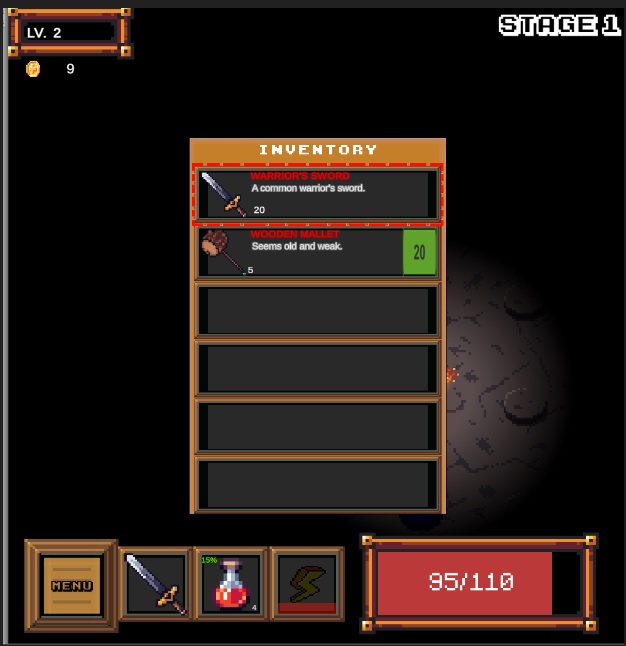 LV. 2
STAGE 1
9
INVENTORY
WARRIOR'S SWORD
A common warrior's sword.
20
WOODEN MALLET
Seems old and weak.
20
5
MENU
15%
4
95/110